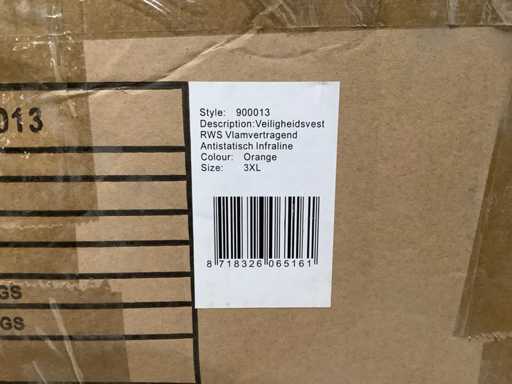 013
Style: 900013
Description:Veiligheidsvest
RWS Vlamvertragend
Antistatisch Infraline
Colour: Orange
Size: 3XL
8 718326 065161
GS
GS